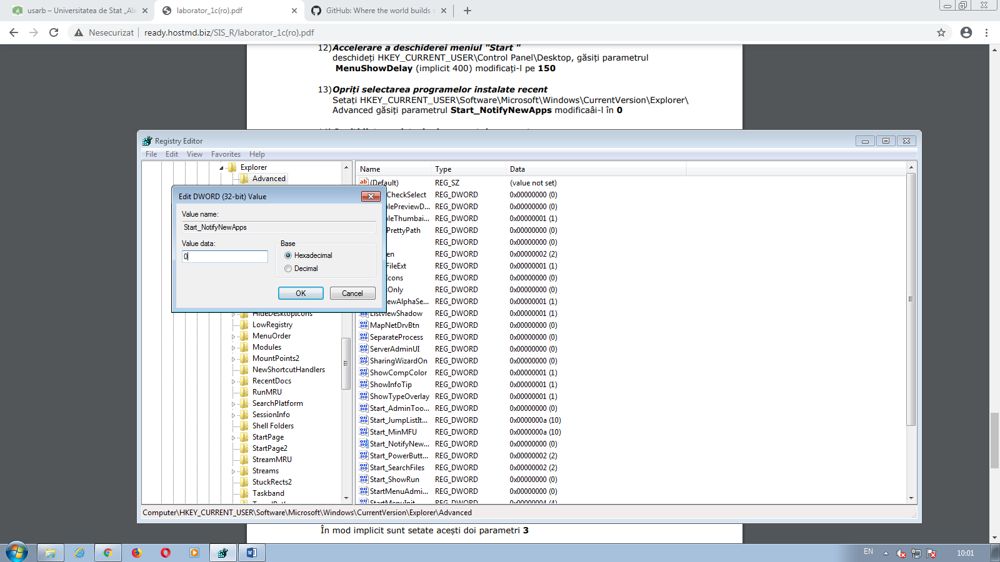 usarb – Universitatea de Stat „Ale
laborator_1c(ro).pdf
GitHub: Where the world builds s
Nesecurizat
ready.hostmd.biz/SIS_R/laborator_1c(ro).pdf
12) Accelerare a deschiderei meniul "Start "
deschideți HKEY_CURRENT_USER\Control Panel\Desktop, găsiți parametrul
MenuShowDelay (implicit 400) modificați-l pe 150
13) Opriți selectarea programelor instalate recent
Setați HKEY_CURRENT_USER\Software\Microsoft\Windows\CurrentVersion\Explorer\
Advanced găsiți parametrul Start_NotifyNewApps modificaâi-l în 0
Registry Editor
File Edit View Favorites Help
Explorer
Advanced
Edit DWORD (32-bit) Value
Value name:
Start_NotifyNewApps
Value data:
0
Base
Hexadecimal
Decimal
OK
Cancel
HideDesktopIcons
LowRegistry
MenuOrder
Modules
MountPoints2
NewShortcutHandlers
RecentDocs
RunMRU
SearchPlatform
SessionInfo
Shell Folders
StartPage
StartPage2
StreamMRU
Streams
StuckRects2
Taskband
Name Type Data
(Default) REG_SZ (value not set)
CheckSelect REG_DWORD 0x00000000 (0)
blePreviewD... REG_DWORD 0x00000000 (0)
bleThumbai... REG_DWORD 0x00000001 (1)
PrettyPath REG_DWORD 0x00000000 (0)
REG_DWORD 0x00000000 (0)
en REG_DWORD 0x00000002 (2)
FileExt REG_DWORD 0x00000001 (1)
cons REG_DWORD 0x00000000 (0)
Only REG_DWORD 0x00000000 (0)
ewAlphaSe... REG_DWORD 0x00000001 (1)
ListviewShadow REG_DWORD 0x00000001 (1)
MapNetDrvBtn REG_DWORD 0x00000000 (0)
SeparateProcess REG_DWORD 0x00000000 (0)
ServerAdminUI REG_DWORD 0x00000000 (0)
SharingWizardOn REG_DWORD 0x00000000 (0)
ShowCompColor REG_DWORD 0x00000001 (1)
ShowInfoTip REG_DWORD 0x00000001 (1)
ShowTypeOverlay REG_DWORD 0x00000001 (1)
Start_AdminToo... REG_DWORD 0x00000000 (0)
Start_JumpListIt... REG_DWORD 0x0000000a (10)
Start_MinMFU REG_DWORD 0x0000000a (10)
Start_NotifyNew... REG_DWORD 0x00000000 (0)
Start_PowerButt... REG_DWORD 0x00000002 (2)
Start_SearchFiles REG_DWORD 0x00000002 (2)
Start_ShowRun REG_DWORD 0x00000000 (0)
StartMenuAdmi... REG_DWORD 0x00000000 (0)
StartMenuInit REG_DWORD 0x00000004 (4)
Computer\HKEY_CURRENT_USER\Software\Microsoft\Windows\CurrentVersion\Explorer\Advanced
În mod implicit sunt setate acești doi parametri 3
EN
10:01